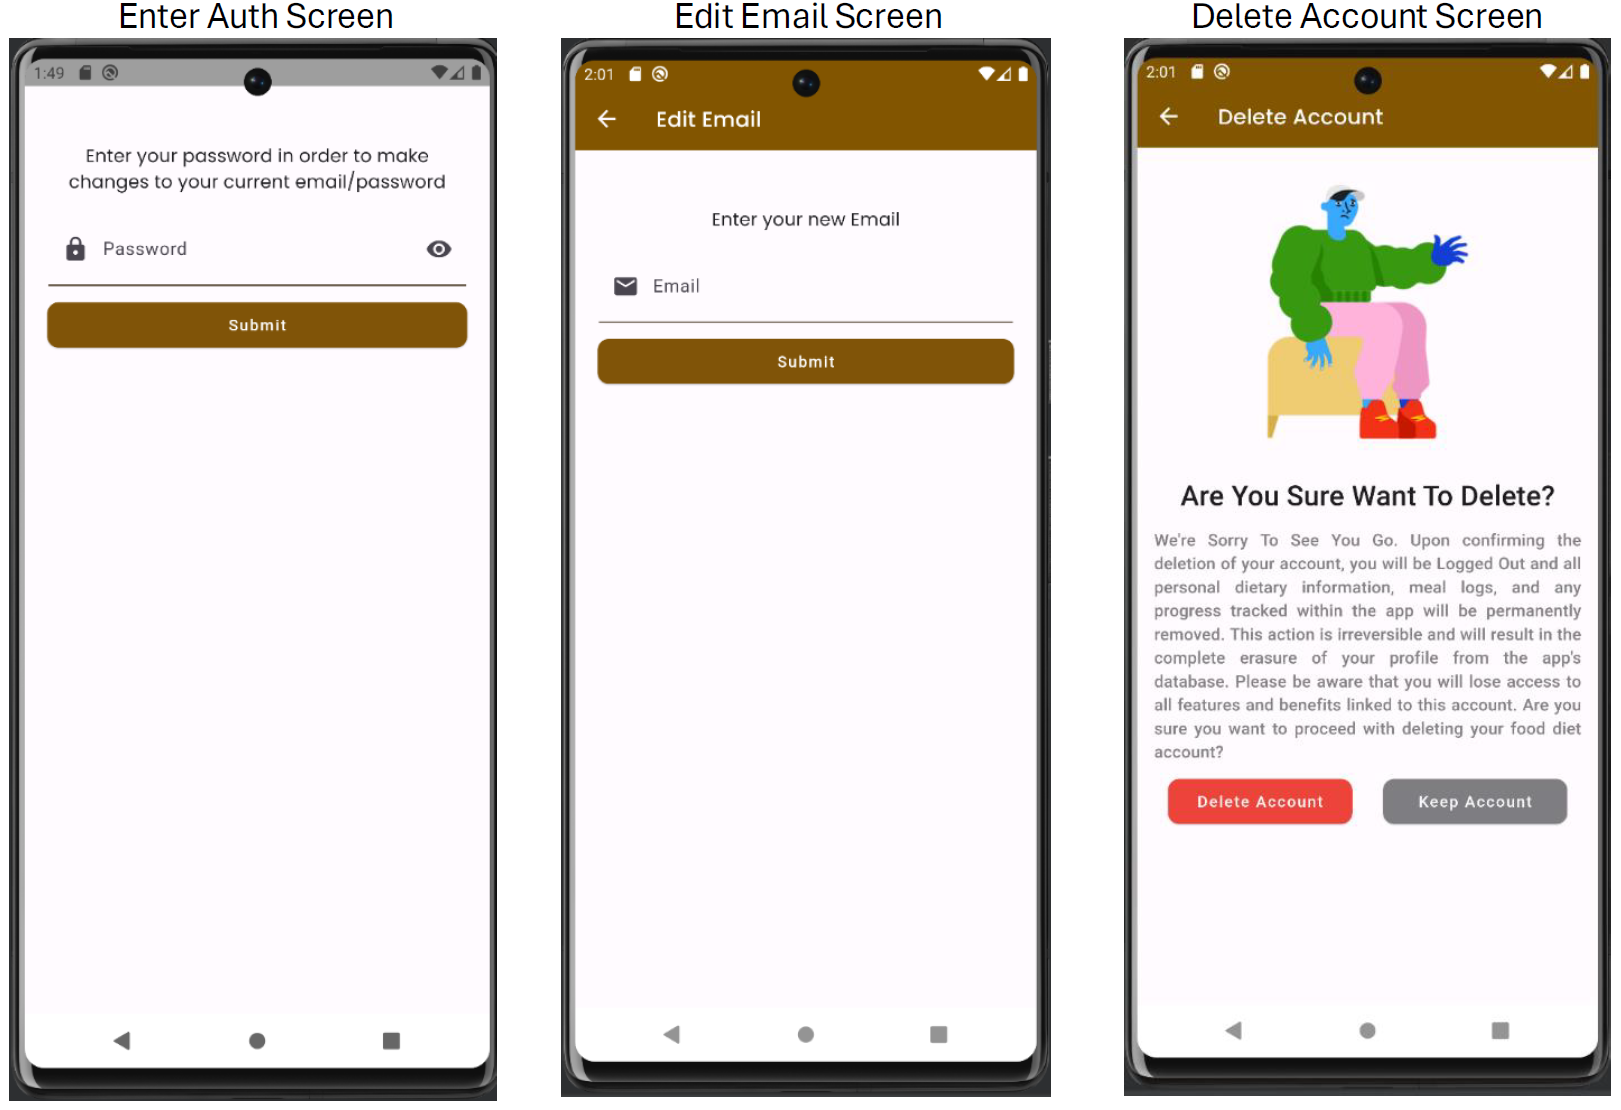 Enter Auth Screen
1:49
Enter your password in order to make
changes to your current email/password
Password
Submit
Edit Email Screen
2:01
Edit Email
Enter your new Email
Email
Submit
Delete Account Screen
2:01
Delete Account
Are You Sure Want To Delete?
We're Sorry To See You Go. Upon confirming the
deletion of your account, you will be Logged Out and all
personal dietary information, meal logs, and any
progress tracked within the app will be permanently
removed. This action is irreversible and will result in the
complete erasure of your profile from the app's
database. Please be aware that you will lose access to
all features and benefits linked to this account. Are you
sure you want to proceed with deleting your food diet
account?
Delete Account
Keep Account